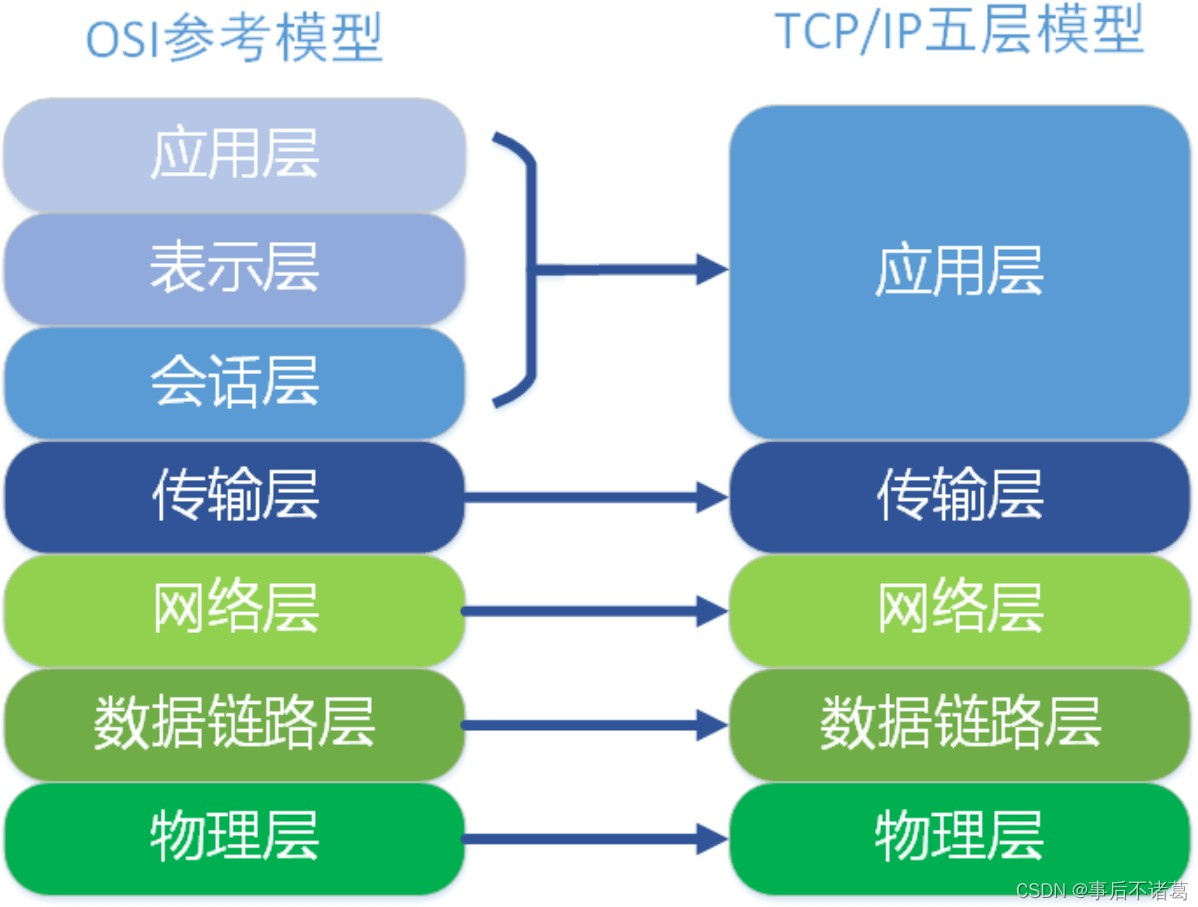 OSI参考模型
TCP/IP五层模型
应用层
表示层
会话层
传输层
网络层
数据链路层
物理层
应用层
传输层
网络层
数据链路层
物理层
CSDN @事后不诸葛